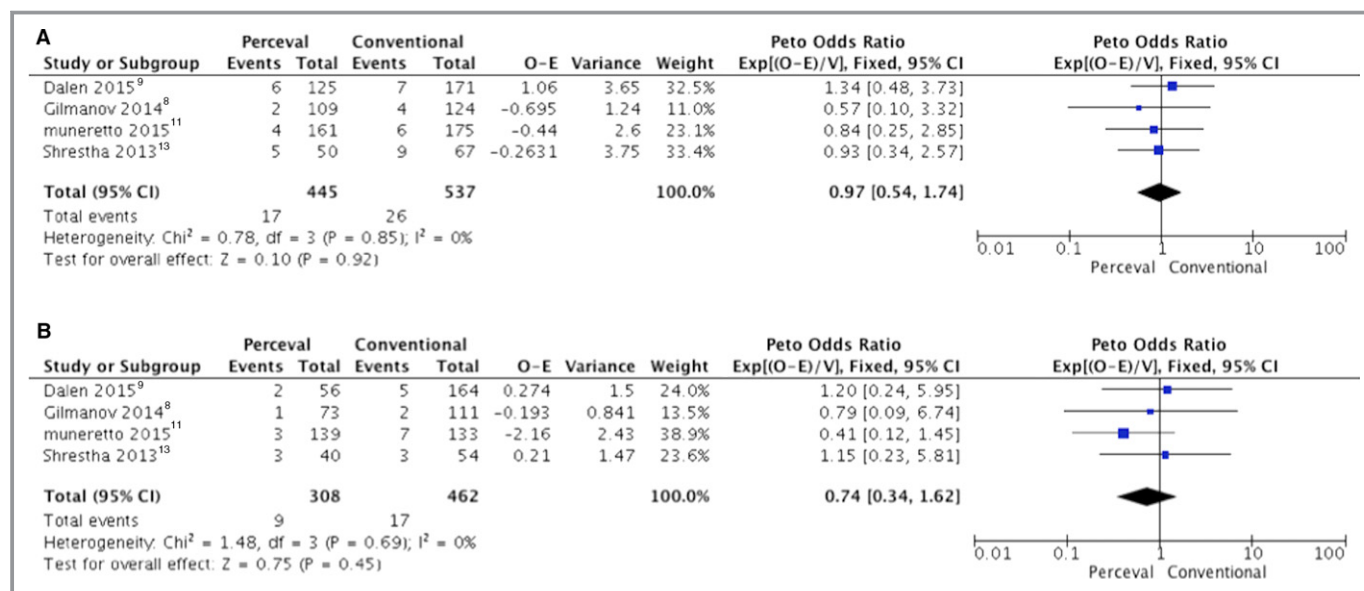 A
Perceval Conventional Peto Odds Ratio Peto Odds Ratio
Study or Subgroup Events Total Events Total O-E Variance Weight Exp[(O-E)/V], Fixed, 95% CI Exp[(O-E)/V], Fixed, 95% CI
Dalen 2015⁹ 6 125 7 171 1.06 3.65 32.5% 1.34 [0.48, 3.73]
Gilmanov 2014⁸ 2 109 4 124 -0.695 1.24 11.0% 0.57 [0.10, 3.32]
muneretto 2015¹¹ 4 161 6 175 -0.44 2.6 23.1% 0.84 [0.25, 2.85]
Shrestha 2013¹³ 5 50 9 67 -0.2631 3.75 33.4% 0.93 [0.34, 2.57]
Total (95% CI) 445 537 100.0% 0.97 [0.54, 1.74]
Total events 17 26
Heterogeneity: Chi² = 0.78, df = 3 (P = 0.85); I² = 0%
Test for overall effect: Z = 0.10 (P = 0.92)
0.01 0.1 1 10 100
Perceval Conventional
B
Perceval Conventional Peto Odds Ratio Peto Odds Ratio
Study or Subgroup Events Total Events Total O-E Variance Weight Exp[(O-E)/V], Fixed, 95% CI Exp[(O-E)/V], Fixed, 95% CI
Dalen 2015⁹ 2 56 5 164 0.274 1.5 24.0% 1.20 [0.24, 5.95]
Gilmanov 2014⁸ 1 73 2 111 -0.193 0.841 13.5% 0.79 [0.09, 6.74]
muneretto 2015¹¹ 3 139 7 133 -2.16 2.43 38.9% 0.41 [0.12, 1.45]
Shrestha 2013¹³ 3 40 3 54 0.21 1.47 23.6% 1.15 [0.23, 5.81]
Total (95% CI) 308 462 100.0% 0.74 [0.34, 1.62]
Total events 9 17
Heterogeneity: Chi² = 1.48, df = 3 (P = 0.69); I² = 0%
Test for overall effect: Z = 0.75 (P = 0.45)
0.01 0.1 1 10 100
Perceval Conventional